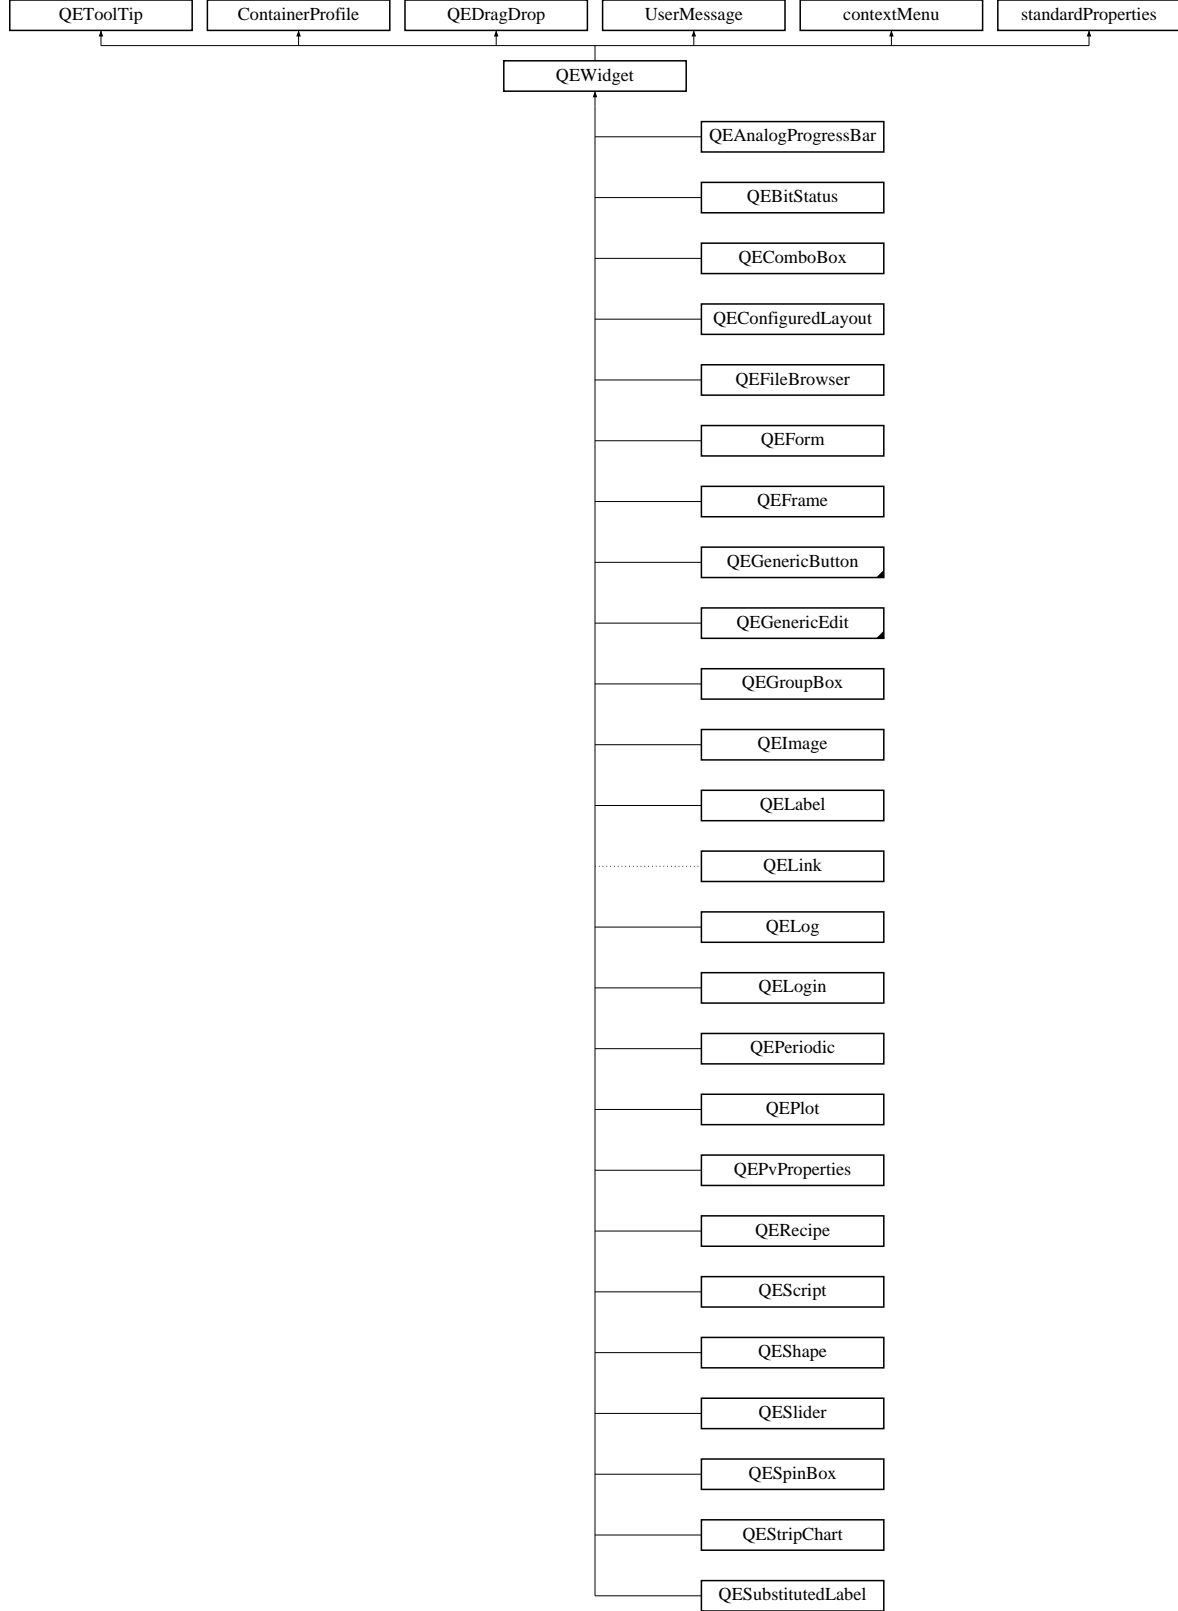 QEToolTip ContainerProfile QEDragDrop UserMessage contextMenu standardProperties
QEWidget
QEAnalogProgressBar
QEBitStatus
QEComboBox
QEConfiguredLayout
QEFileBrowser
QEForm
QEFrame
QEGenericButton
QEGenericEdit
QEGroupBox
QEImage
QELabel
QELink
QELog
QELogin
QEPeriodic
QEPlot
QEPvProperties
QERecipe
QEScript
QEShape
QESlider
QESpinBox
QEStripChart
QESubstitutedLabel